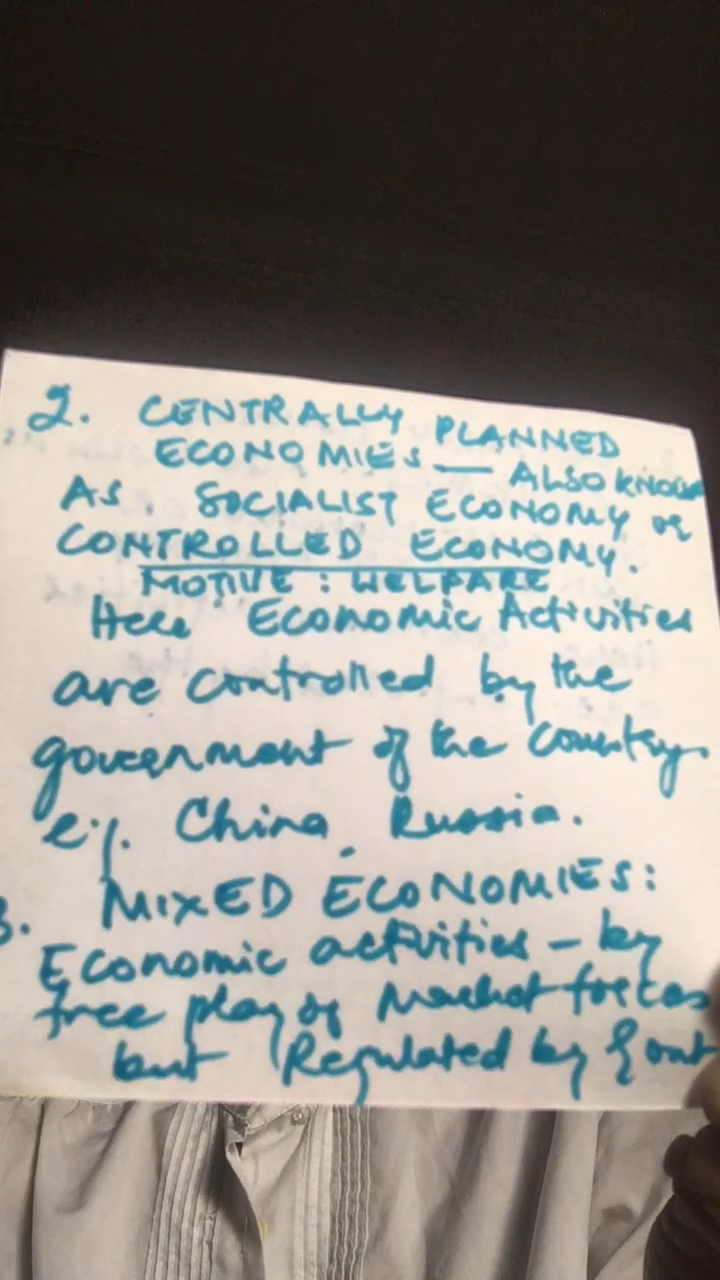 2. CENTRALLY PLANNED
ECONOMIES — ALSO KNOWN
AS SOCIALIST ECONOMY or
CONTROLLED ECONOMY.
MOTIVE : WELFARE
Here Economic Activities
are controlled by the
government of the country
e.g. China, Russia.
3. MIXED ECONOMIES:
Economic activities – by
free play of Market forces
but Regulated by Govt